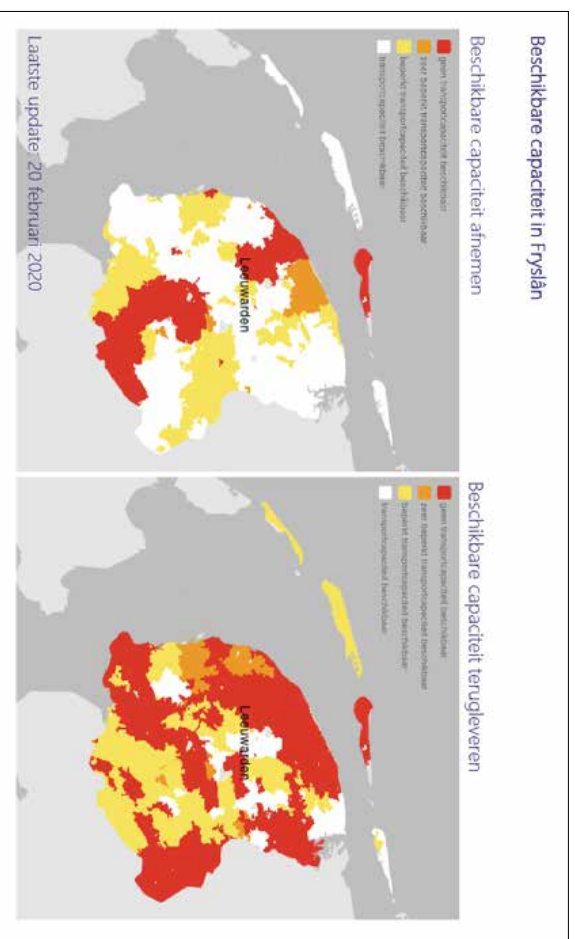 Beschikbare capaciteit in Fryslân
Beschikbare capaciteit afnemen
geen transportcapaciteit beschikbaar
zeer beperkt transportcapaciteit beschikbaar
beperkt transportcapaciteit beschikbaar
transportcapaciteit beschikbaar
Leeuwarden
Laatste update: 20 februari 2020
Beschikbare capaciteit terugleveren
geen transportcapaciteit beschikbaar
zeer beperkt transportcapaciteit beschikbaar
beperkt transportcapaciteit beschikbaar
transportcapaciteit beschikbaar
Leeuwarden